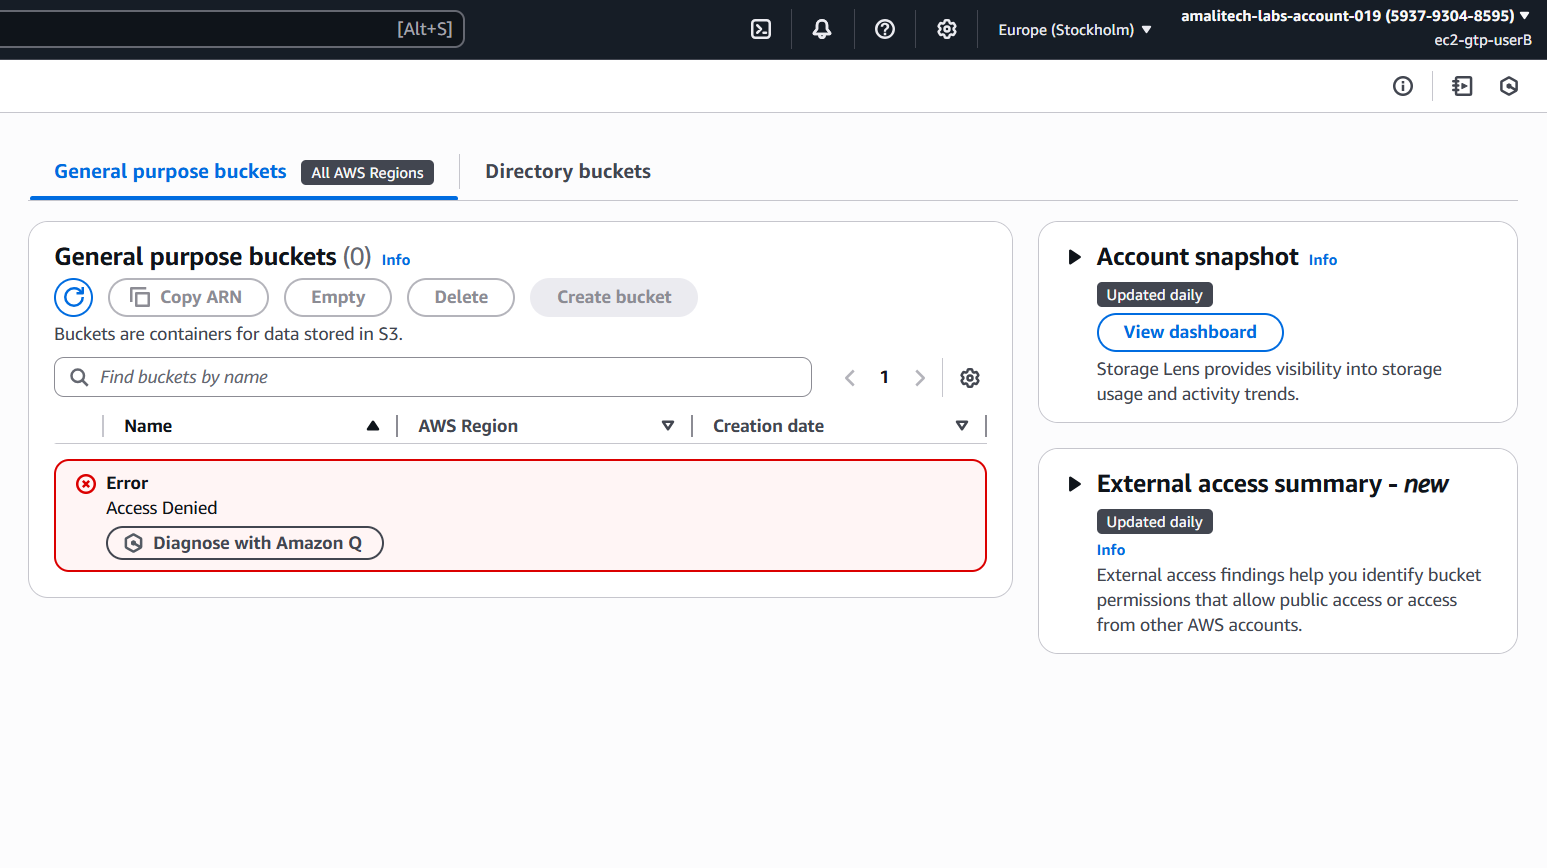 [Alt+S]
Europe (Stockholm)
amalitech-labs-account-019 (5937-9304-8595)
ec2-gtp-userB
General purpose buckets
All AWS Regions
Directory buckets
General purpose buckets (0) Info
Copy ARN
Empty
Delete
Create bucket
Buckets are containers for data stored in S3.
Find buckets by name
1
Name
AWS Region
Creation date
Error
Access Denied
Diagnose with Amazon Q
Account snapshot Info
Updated daily
View dashboard
Storage Lens provides visibility into storage
usage and activity trends.
External access summary - new
Updated daily
Info
External access findings help you identify bucket
permissions that allow public access or access
from other AWS accounts.